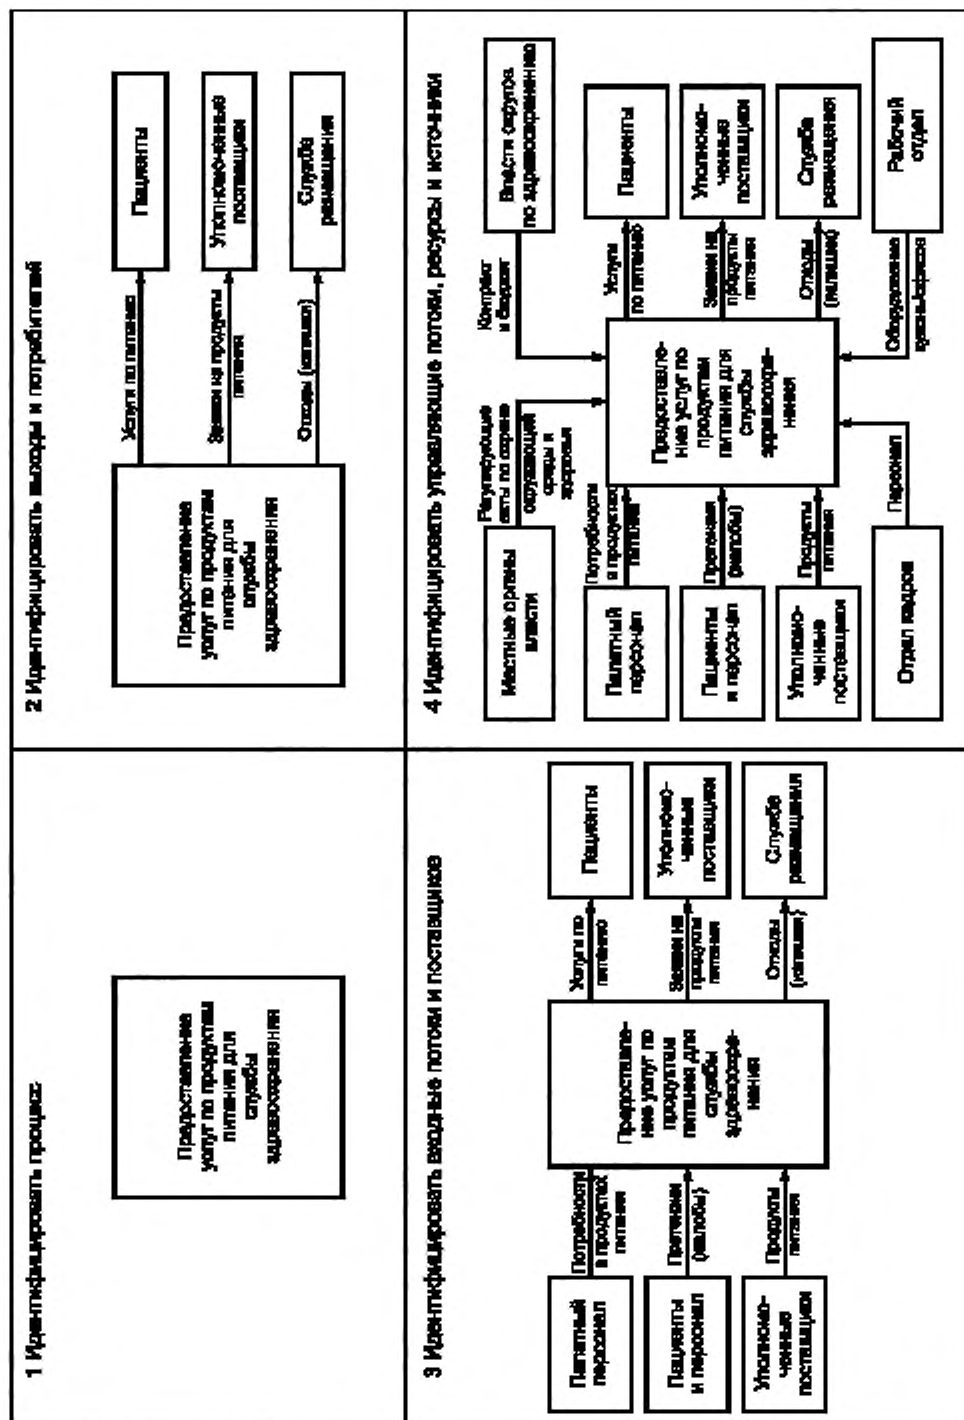 1 Идентифицировать процесс
Предоставление
услуг по продуктам
питания для
службы
здравоохранения
2 Идентифицировать выходы и потребителей
Предоставление
услуг по продуктам
питания для
службы
здравоохранения
Услуги по питанию
Пациенты
Заявки на продукты
питания
Уполномоченные
поставщики
Отходы (излишки)
Служба
размещения
3 Идентифицировать входные потоки и поставщиков
Палатный
персонал
Потребности
в продуктах
питания
Пациенты
и персонал
Претензии
(жалобы)
Уполномо-
ченные
поставщики
Продукты
питания
Предоставле-
ние услуг по
продуктам
питания для
службы
здравоохра-
нения
Услуги по
питанию
Пациенты
Заявки на
продукты
питания
Уполномо-
ченные
поставщики
Отходы
(излишки)
Служба
размещения
4 Идентифицировать управляющие потоки, ресурсы и источники
Местные органы
власти
Регулирующие
акты по охране
окружающей
среды и
здоровья
Контракт
и бюджет
Власти округа
по здравоохранению
Палатный
персонал
Потребности
в продуктах
питания
Пациенты
и персонал
Претензии
(жалобы)
Уполномо-
ченные
поставщики
Продукты
питания
Предоставле-
ние услуг по
продуктам
питания для
службы
здравоохра-
нения
Услуги
по питанию
Пациенты
Заявки на
продукты
питания
Уполномо-
ченные
поставщики
Отходы
(излишки)
Служба
размещения
Отдел кадров
Персонал
Оборудование
Рабочий
отдел